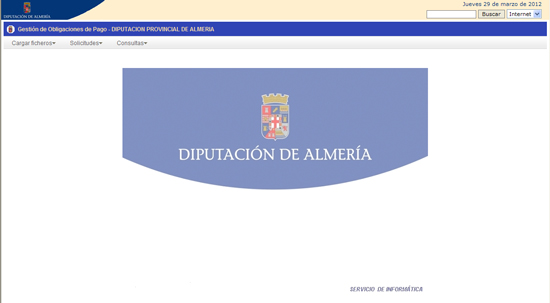 Jueves 29 de marzo de 2012
DIPUTACIÓN DE ALMERÍA
Buscar
Internet
Gestión de Obligaciones de Pago - DIPUTACION PROVINCIAL DE ALMERIA
Cargar ficheros
Solicitudes
Consultas
DIPUTACIÓN DE ALMERÍA
SERVICIO DE INFORMÁTICA